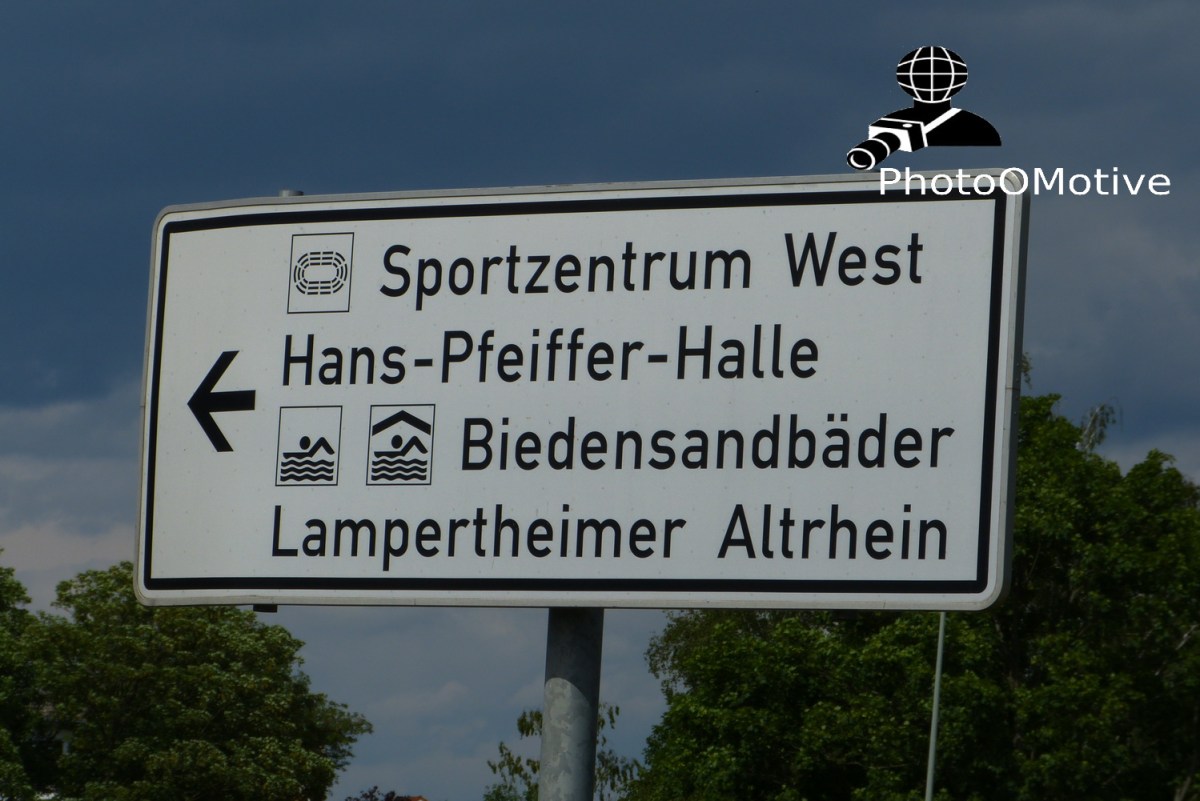 PhotoOMotive
Sportzentrum West
Hans-Pfeiffer-Halle
Biedensandbäder
Lampertheimer Altrhein